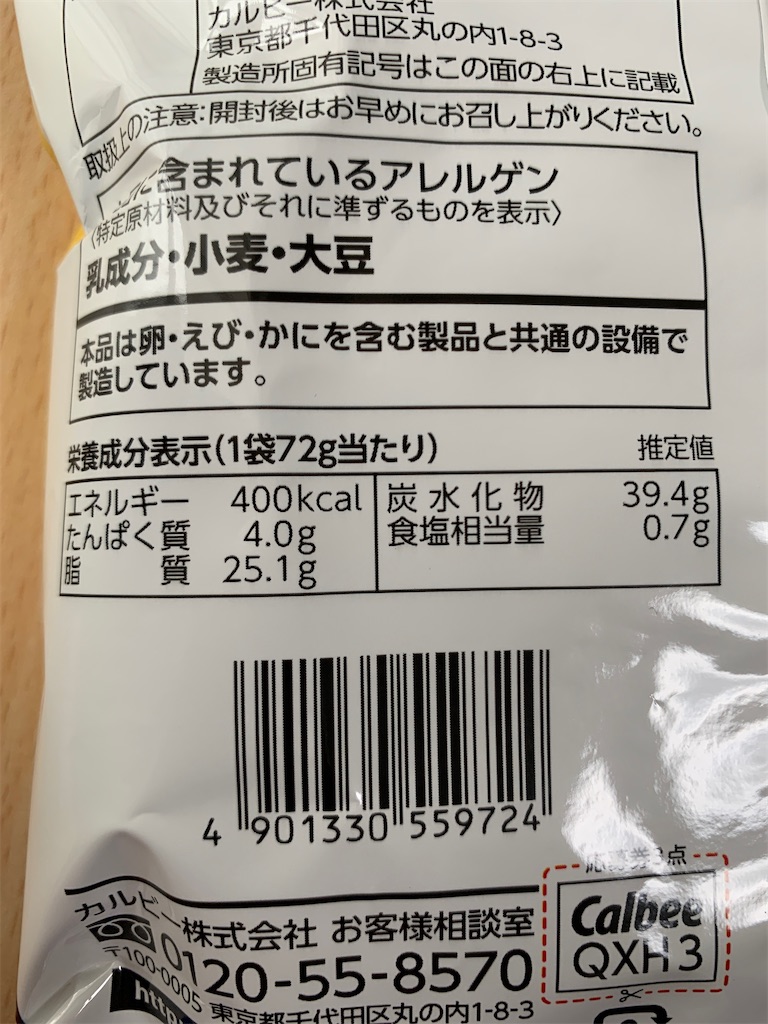 カルビー株式会社
東京都千代田区丸の内1-8-3
製造所固有記号はこの面の右上に記載
取扱上の注意:開封後はお早めにお召し上がりください。
に含まれているアレルゲン
〈特定原材料及びそれに準ずるものを表示〉
乳成分・小麦・大豆
本品は卵・えび・かにを含む製品と共通の設備で
製造しています。
栄養成分表示(1袋72g当たり) 推定値
エネルギー 400kcal 炭水化物 39.4g
たんぱく質 4.0g 食塩相当量 0.7g
脂質 25.1g
4 901330 559724
応募券3点
Calbee
QXH3
カルビー株式会社 お客様相談室
0120-55-8570
〒100-0005 東京都千代田区丸の内1-8-3
http